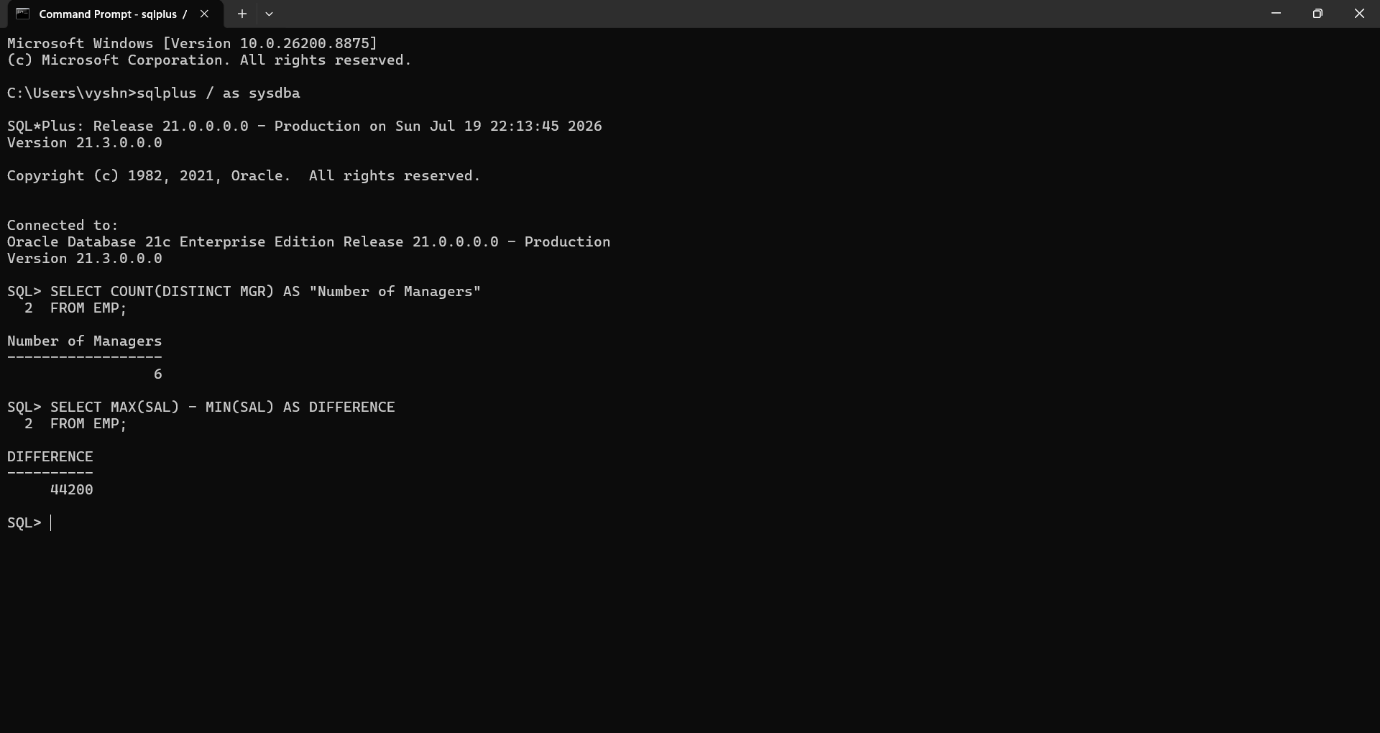 Command Prompt - sqlplus /
Microsoft Windows [Version 10.0.26200.8875]
(c) Microsoft Corporation. All rights reserved.
C:\Users\vyshn>sqlplus / as sysdba
SQL*Plus: Release 21.0.0.0.0 - Production on Sun Jul 19 22:13:45 2026
Version 21.3.0.0.0
Copyright (c) 1982, 2021, Oracle.  All rights reserved.
Connected to:
Oracle Database 21c Enterprise Edition Release 21.0.0.0.0 - Production
Version 21.3.0.0.0
SQL> SELECT COUNT(DISTINCT MGR) AS "Number of Managers"
  2  FROM EMP;
Number of Managers
------------------
                 6
SQL> SELECT MAX(SAL) - MIN(SAL) AS DIFFERENCE
  2  FROM EMP;
DIFFERENCE
----------
     44200
SQL>